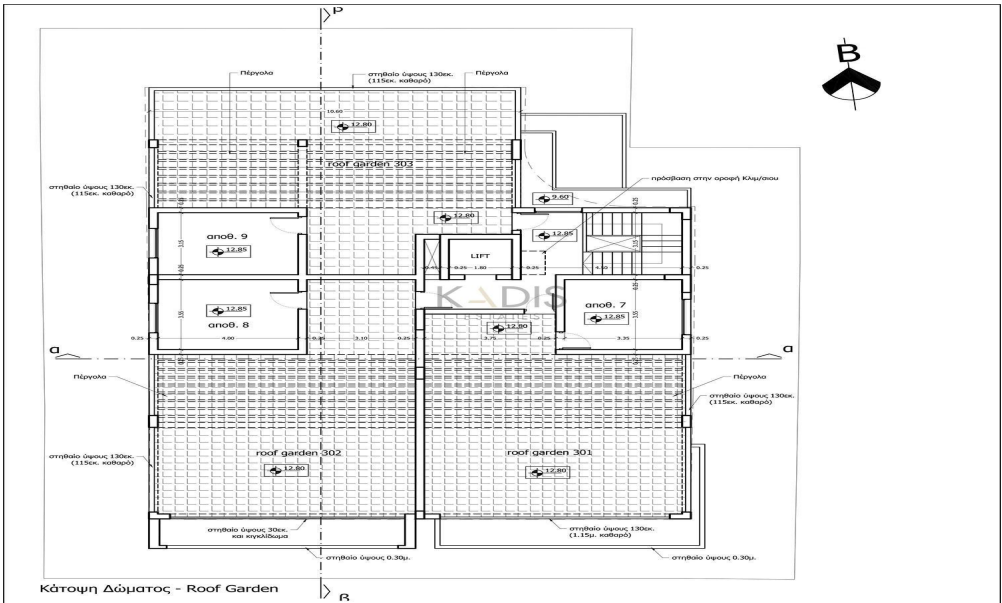 β
B
Πέργολα
στηθαίο ύψους 130εκ.
(115εκ. καθαρό)
Πέργολα
10.60
12.80
roof garden 303
πρόσβαση στην οροφή Κλιμ/σιου
στηθαίο ύψους 130εκ.
(115εκ. καθαρό)
9.60
12.80
12.85
αποθ. 9
12.85
LIFT
0.25 1.80 0.25
0.25
KADIS
ESTATES
αποθ. 7
12.85
12.85
αποθ. 8
12.80
α
α
0.25 4.00 0.25 3.10 0.25 3.75 0.25 3.35 0.25
Πέργολα
Πέργολα
στηθαίο ύψους 130εκ.
(115εκ. καθαρό)
στηθαίο ύψους 130εκ.
(115εκ. καθαρό)
roof garden 302
12.80
roof garden 301
12.80
στηθαίο ύψους 30εκ.
και κιγκλίδωμα
στηθαίο ύψους 130εκ.
(1.15μ. καθαρό)
στηθαίο ύψους 0.30μ.
στηθαίο ύψους 0.30μ.
Κάτοψη Δώματος - Roof Garden
β